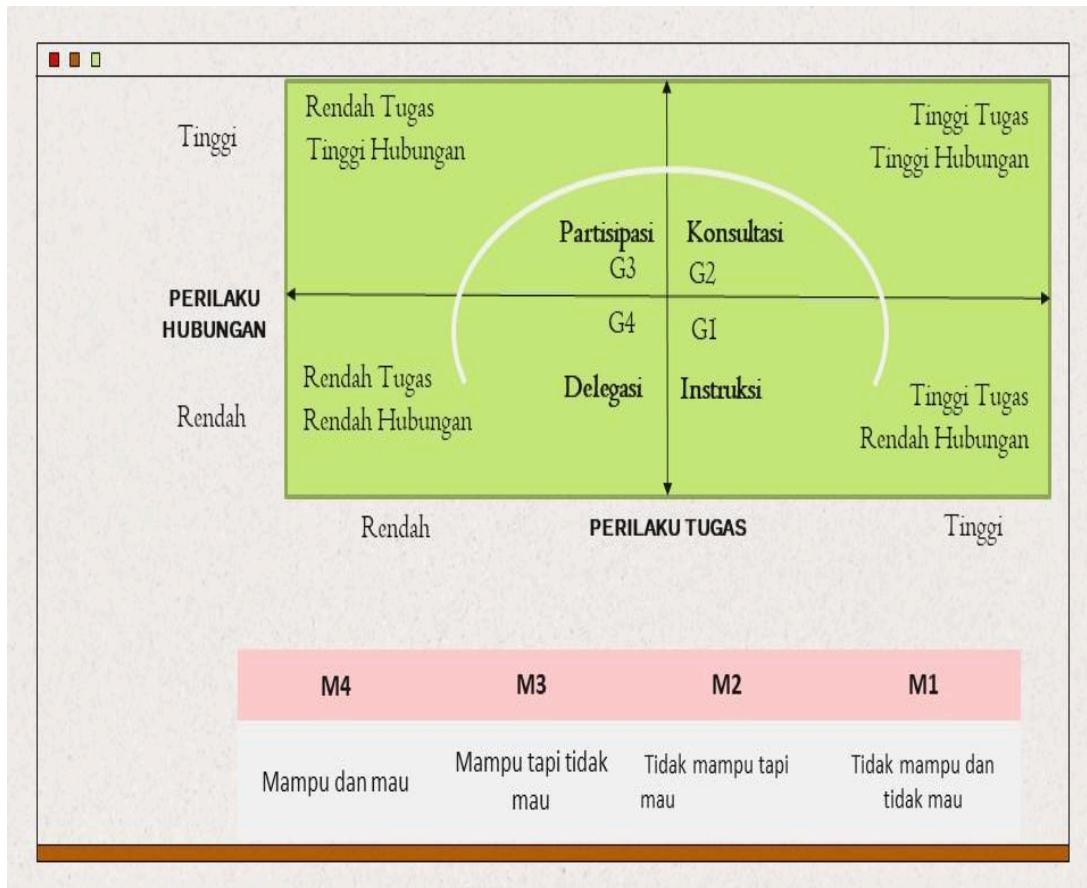 Tinggi
Rendah Tugas
Tinggi Hubungan
Tinggi Tugas
Tinggi Hubungan
Partisipasi
G3
Konsultasi
G2
PERILAKU
HUBUNGAN
G4
Delegasi
G1
Instruksi
Rendah
Rendah Tugas
Rendah Hubungan
Tinggi Tugas
Rendah Hubungan
Rendah
PERILAKU TUGAS
Tinggi
M4
M3
M2
M1
Mampu dan mau
Mampu tapi tidak
mau
Tidak mampu tapi
mau
Tidak mampu dan
tidak mau